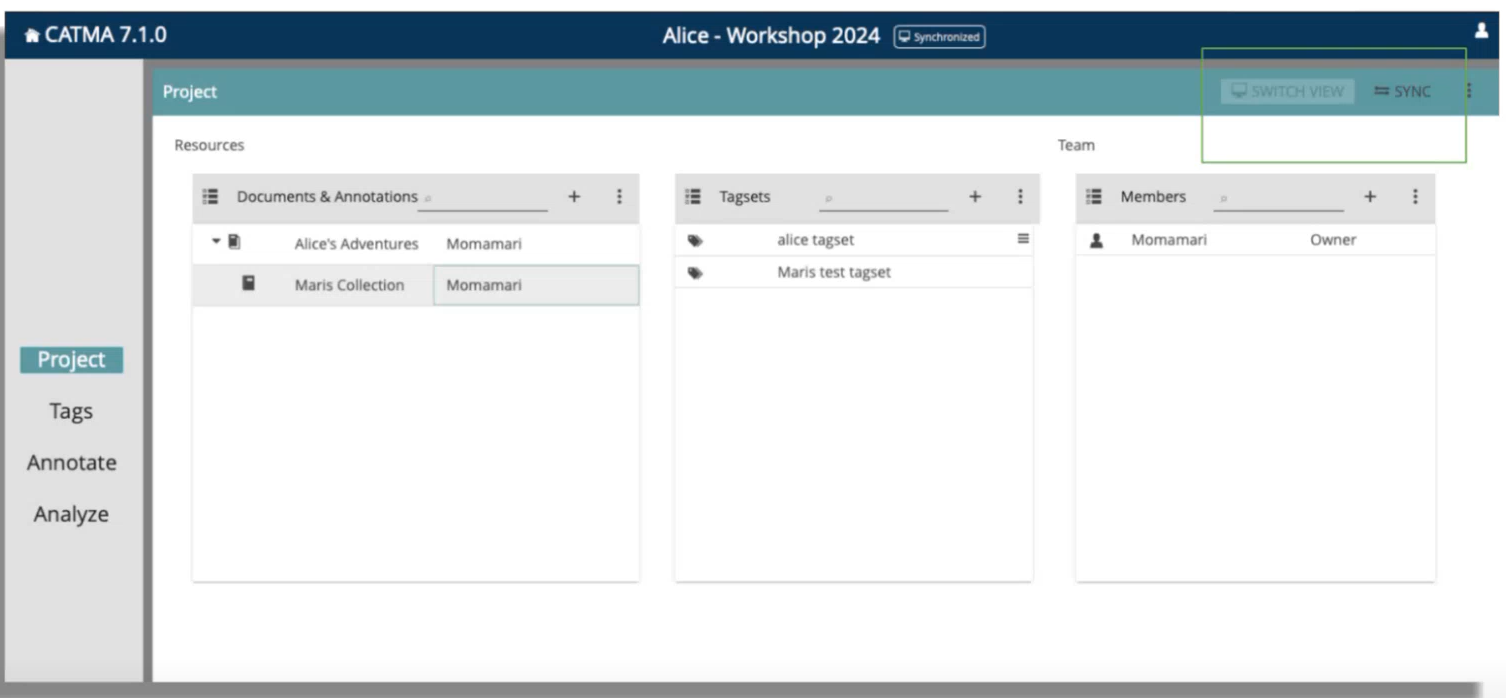 CATMA 7.1.0
Alice - Workshop 2024 Synchronized
Project
SWITCH VIEW SYNC
Resources
Team
Documents & Annotations
Alice's Adventures Momamari
Maris Collection Momamari
Tagsets
alice tagset
Maris test tagset
Members
Momamari Owner
Project
Tags
Annotate
Analyze